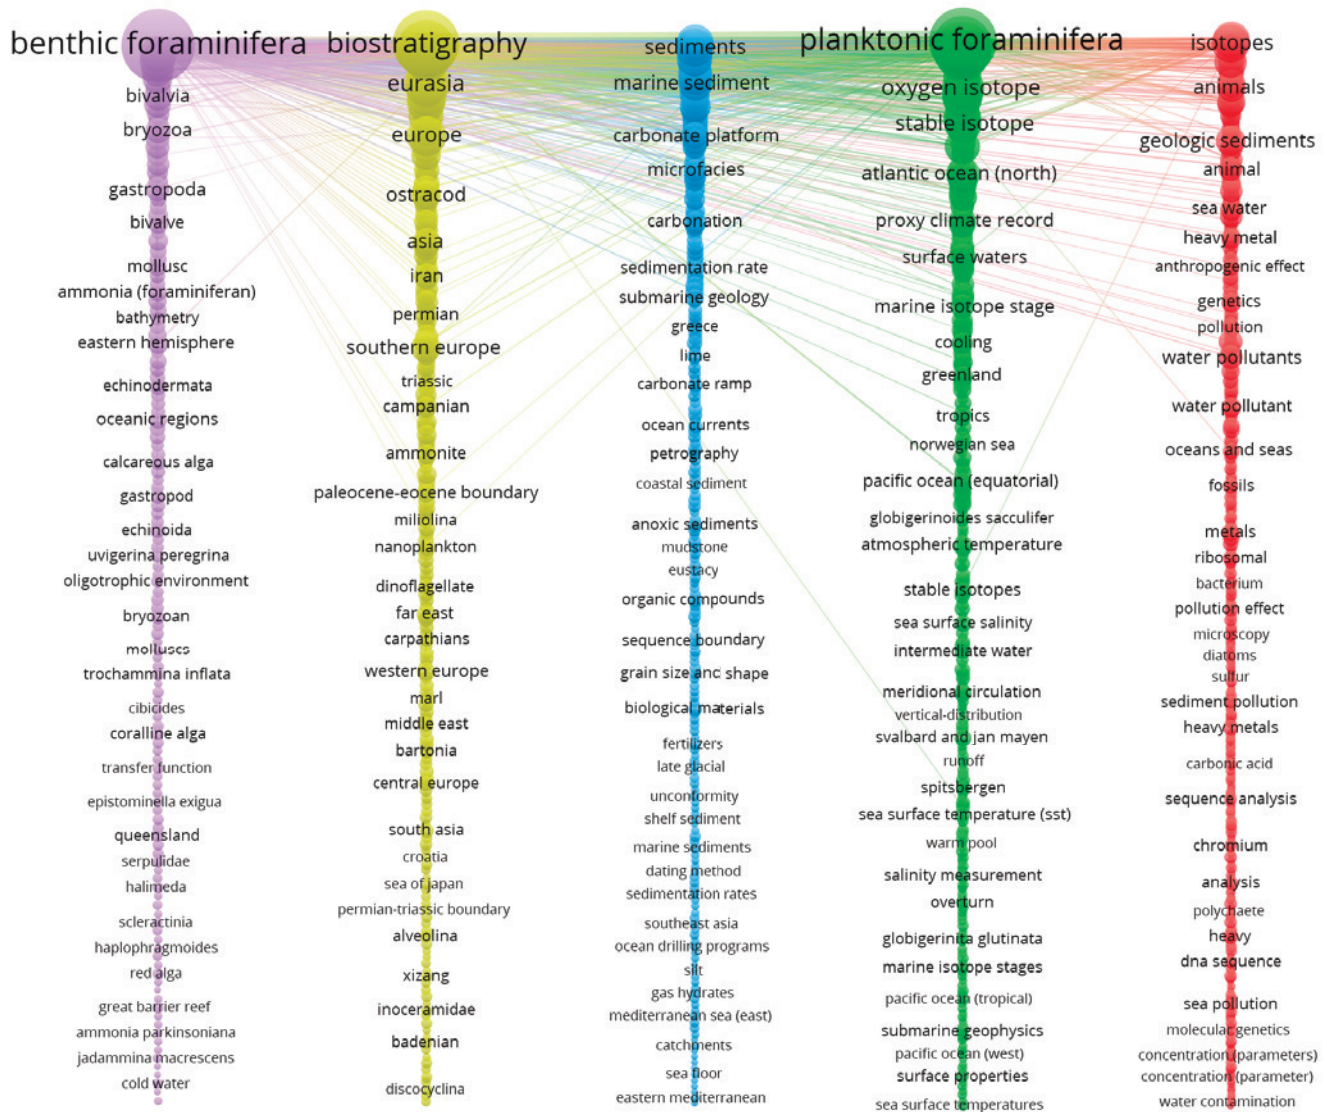 benthic foraminifera
bivalvia
bryozoa
gastropoda
bivalve
mollusc
ammonia (foraminiferan)
bathymetry
eastern hemisphere
echinodermata
oceanic regions
calcareous alga
gastropod
echinoida
uvigerina peregrina
oligotrophic environment
bryozoan
molluscs
trochammina inflata
cibicides
coralline alga
transfer function
epistominella exigua
queensland
serpulidae
halimeda
scleractinia
haplophragmoides
red alga
great barrier reef
ammonia parkinsoniana
jadammina macrescens
cold water
biostratigraphy
eurasia
europe
ostracod
asia
iran
permian
southern europe
triassic
campanian
ammonite
paleocene-eocene boundary
miliolina
nanoplankton
dinoflagellate
far east
carpathians
western europe
marl
middle east
bartonia
central europe
south asia
croatia
sea of japan
permian-triassic boundary
alveolina
xizang
inoceramidae
badenian
discocyclina
sediments
marine sediment
carbonate platform
microfacies
carbonation
sedimentation rate
submarine geology
greece
lime
carbonate ramp
ocean currents
petrography
coastal sediment
anoxic sediments
mudstone
eustacy
organic compounds
sequence boundary
grain size and shape
biological materials
fertilizers
late glacial
unconformity
shelf sediment
marine sediments
dating method
sedimentation rates
southeast asia
ocean drilling programs
silt
gas hydrates
mediterranean sea (east)
catchments
sea floor
eastern mediterranean
planktonic foraminifera
oxygen isotope
stable isotope
atlantic ocean (north)
proxy climate record
surface waters
marine isotope stage
cooling
greenland
tropics
norwegian sea
pacific ocean (equatorial)
globigerinoides sacculifer
atmospheric temperature
stable isotopes
sea surface salinity
intermediate water
meridional circulation
vertical-distribution
svalbard and jan mayen
runoff
spitsbergen
sea surface temperature (sst)
warm pool
salinity measurement
overturn
globigerinita glutinata
marine isotope stages
pacific ocean (tropical)
submarine geophysics
pacific ocean (west)
surface properties
sea surface temperatures
isotopes
animals
geologic sediments
animal
sea water
heavy metal
anthropogenic effect
genetics
pollution
water pollutants
water pollutant
oceans and seas
fossils
metals
ribosomal
bacterium
pollution effect
microscopy
diatoms
sulfur
sediment pollution
heavy metals
carbonic acid
sequence analysis
chromium
analysis
polychaete
heavy
dna sequence
sea pollution
molecular genetics
concentration (parameters)
concentration (parameter)
water contamination